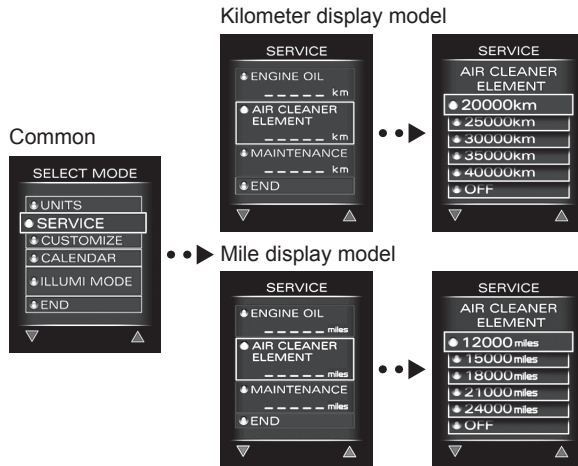 Kilometer display model
SERVICE
ENGINE OIL
_ _ _ _ _ km
AIR CLEANER
ELEMENT
_ _ _ _ _ km
MAINTENANCE
_ _ _ _ _ km
END
SERVICE
AIR CLEANER
ELEMENT
20000km
25000km
30000km
35000km
40000km
OFF
Common
SELECT MODE
UNITS
SERVICE
CUSTOMIZE
CALENDAR
ILLUMI MODE
END
Mile display model
SERVICE
ENGINE OIL
_ _ _ _ _ miles
AIR CLEANER
ELEMENT
_ _ _ _ _ miles
MAINTENANCE
_ _ _ _ _ miles
END
SERVICE
AIR CLEANER
ELEMENT
12000 miles
15000 miles
18000 miles
21000 miles
24000 miles
OFF